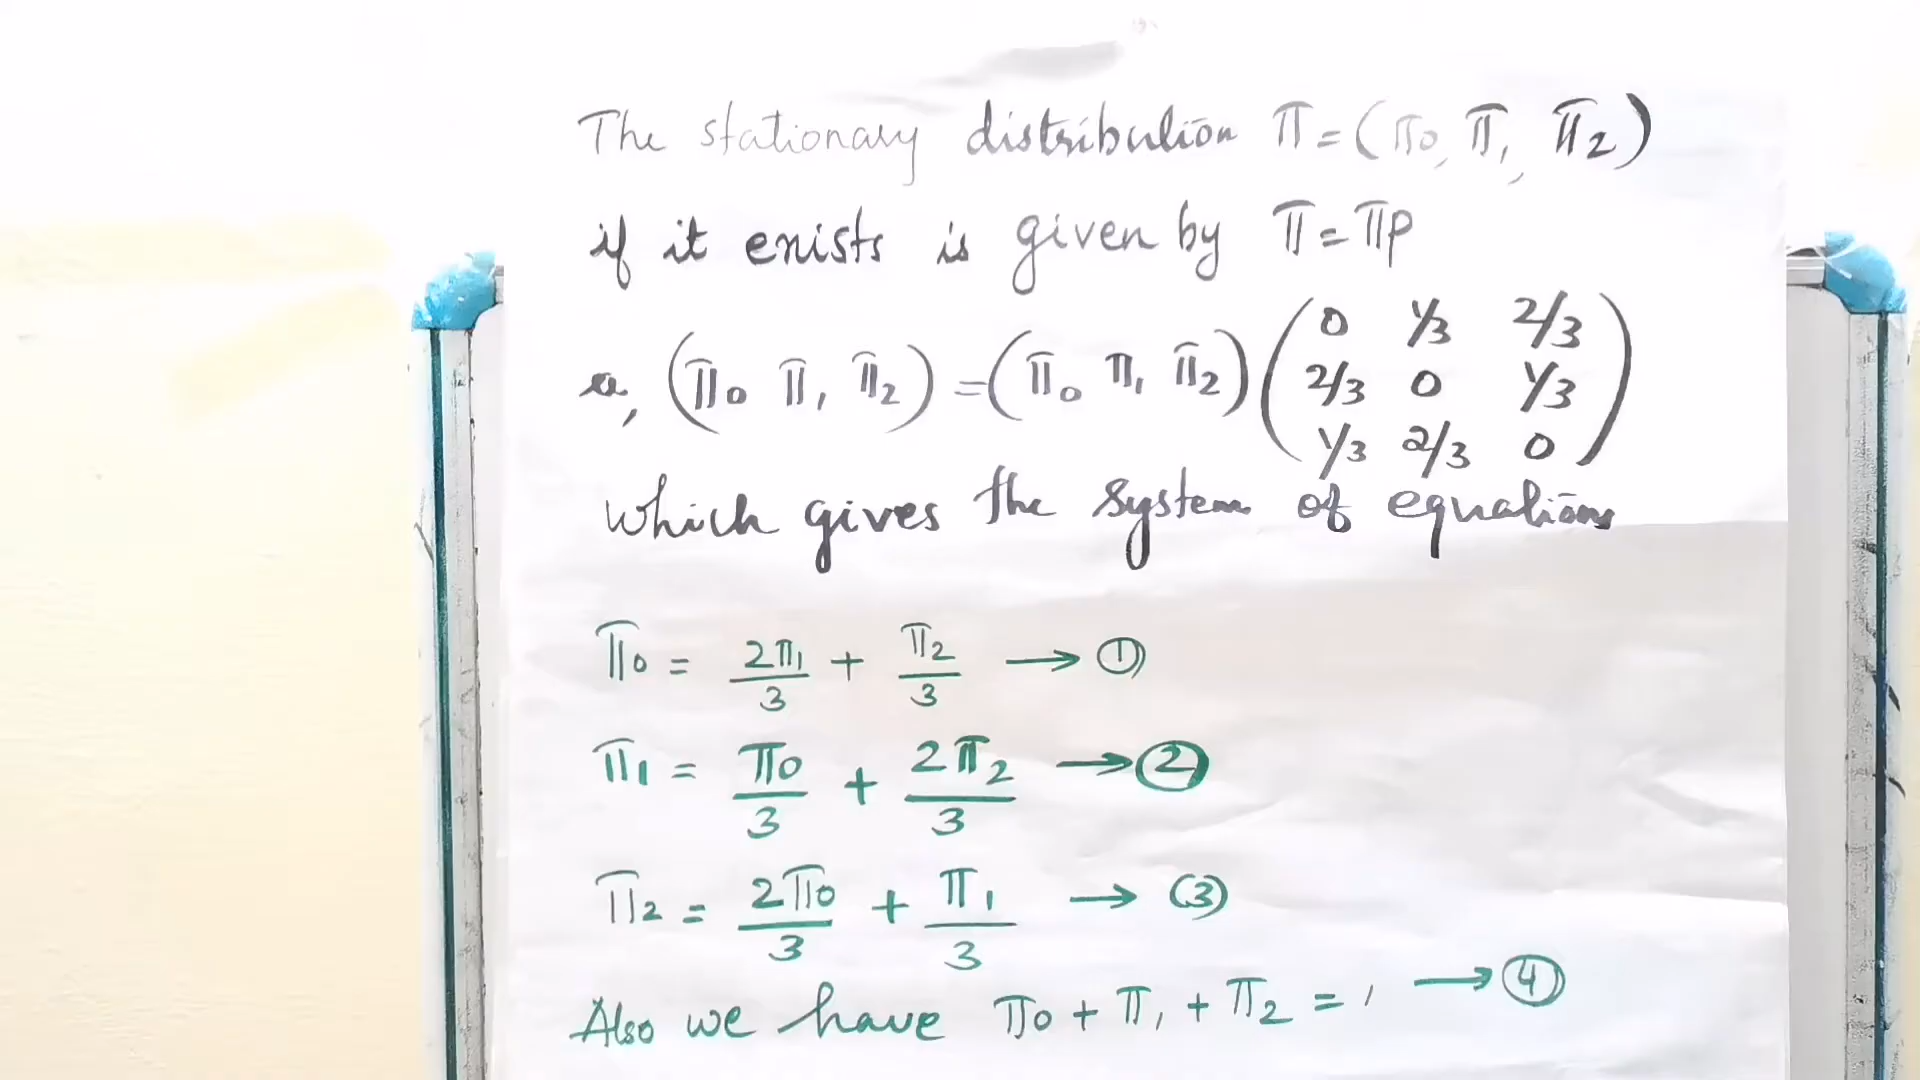 The stationary distribution π = (π0, π1, π2)
if it exists is given by π = πP
a, (π0 π1 π2) = (π0 π1 π2) ( 0 1/3 2/3
2/3 0 1/3
1/3 2/3 0 )
which gives the system of equations
π0 = 2π1/3 + π2/3 → ①
π1 = π0/3 + 2π2/3 → ②
π2 = 2π0/3 + π1/3 → (3)
Also we have π0 + π1 + π2 = 1 → ④